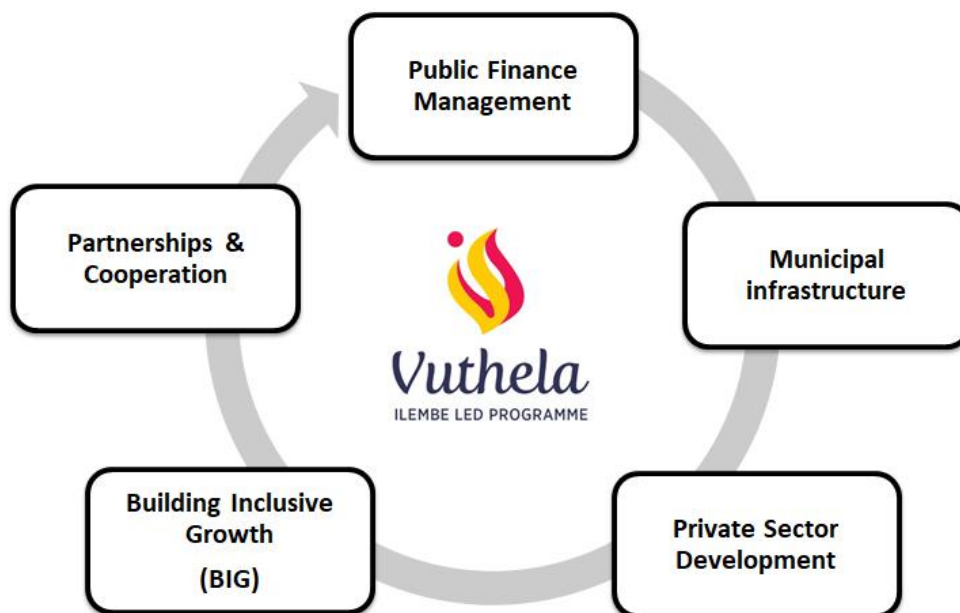 Public Finance
Management
Municipal
infrastructure
Private Sector
Development
Building Inclusive
Growth
(BIG)
Partnerships &
Cooperation
Vuthela
ILEMBE LED PROGRAMME